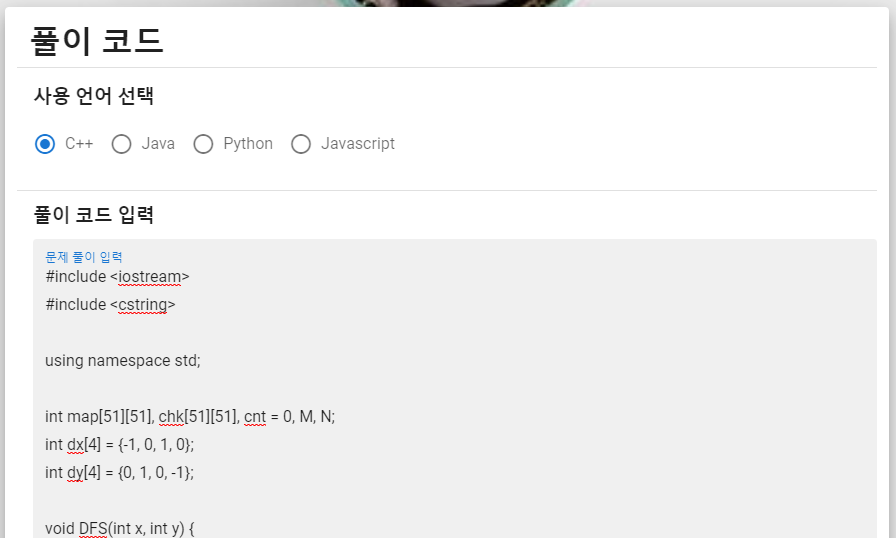 풀이 코드
사용 언어 선택
C++ Java Python Javascript
풀이 코드 입력
문제 풀이 입력
#include <iostream>
#include <cstring>
using namespace std;
int map[51][51], chk[51][51], cnt = 0, M, N;
int dx[4] = {-1, 0, 1, 0};
int dy[4] = {0, 1, 0, -1};
void DFS(int x, int y) {